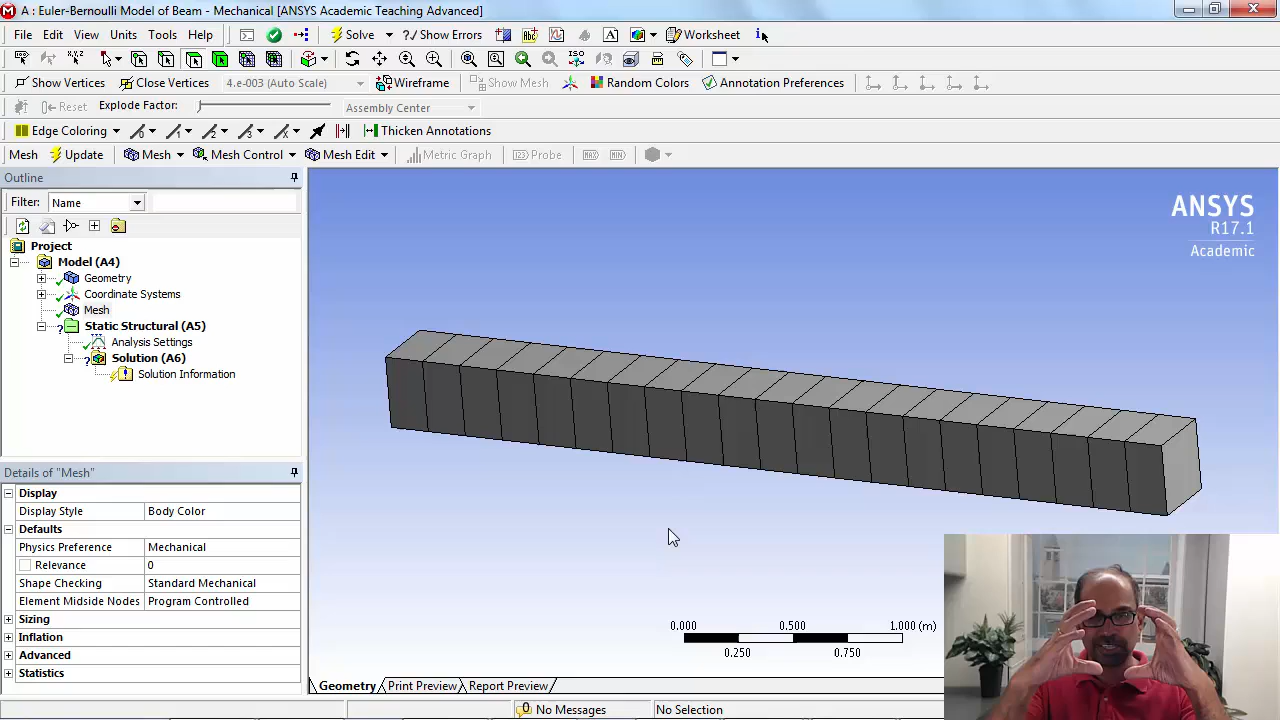 A : Euler-Bernoulli Model of Beam - Mechanical [ANSYS Academic Teaching Advanced]
File Edit View Units Tools Help Solve ?/ Show Errors A Worksheet i
Show Vertices Close Vertices 4.e-003 (Auto Scale) Wireframe Show Mesh Random Colors Annotation Preferences
Reset Explode Factor: Assembly Center
Edge Coloring Thicken Annotations
Mesh Update Mesh Mesh Control Mesh Edit Metric Graph Probe
Outline
Filter: Name
Project
Model (A4)
Geometry
Coordinate Systems
Mesh
Static Structural (A5)
Analysis Settings
Solution (A6)
Solution Information
Details of "Mesh"
Display
Display Style Body Color
Defaults
Physics Preference Mechanical
Relevance 0
Shape Checking Standard Mechanical
Element Midside Nodes Program Controlled
Sizing
Inflation
Advanced
Statistics
ANSYS
R17.1
Academic
0.000 0.500 1.000 (m)
0.250 0.750
Geometry Print Preview Report Preview
No Messages No Selection